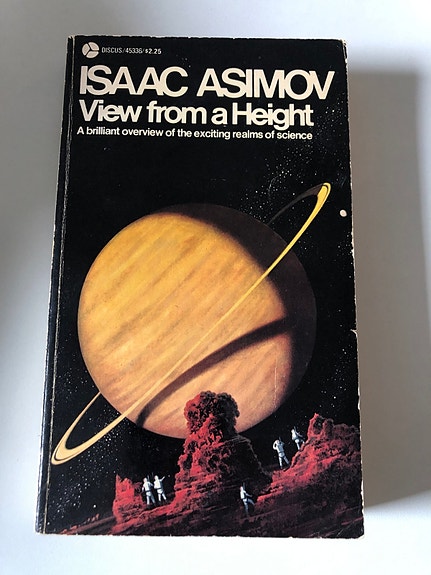 DISCUS/45336/$2.25
ISAAC ASIMOV
View from a Height
A brilliant overview of the exciting realms of science